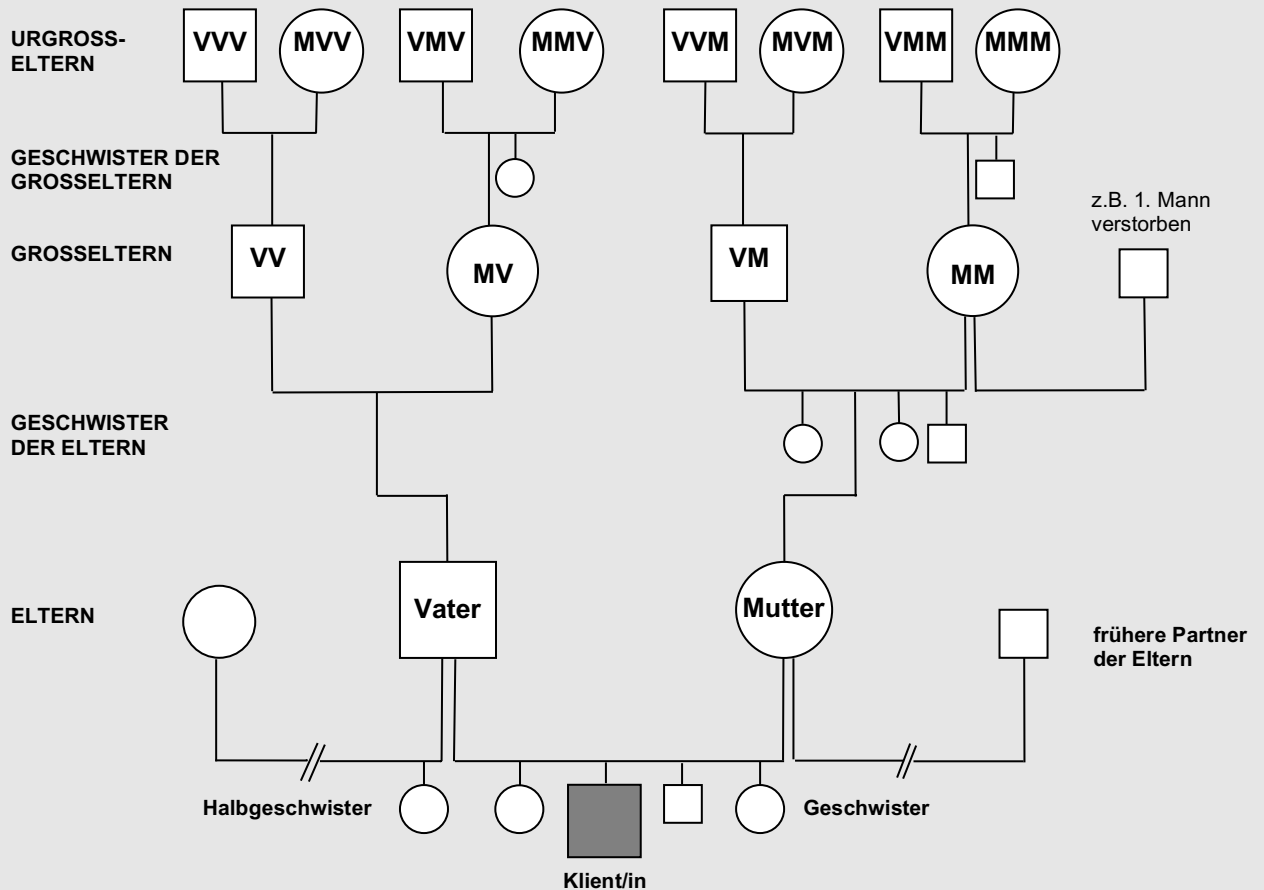 URGROSS-
ELTERN
VVV
MVV
VMV
MMV
VVM
MVM
VMM
MMM
GESCHWISTER DER
GROSSELTERN
z.B. 1. Mann
verstorben
GROSSELTERN
VV
MV
VM
MM
GESCHWISTER
DER ELTERN
ELTERN
Vater
Mutter
frühere Partner
der Eltern
Halbgeschwister
Geschwister
Klient/in